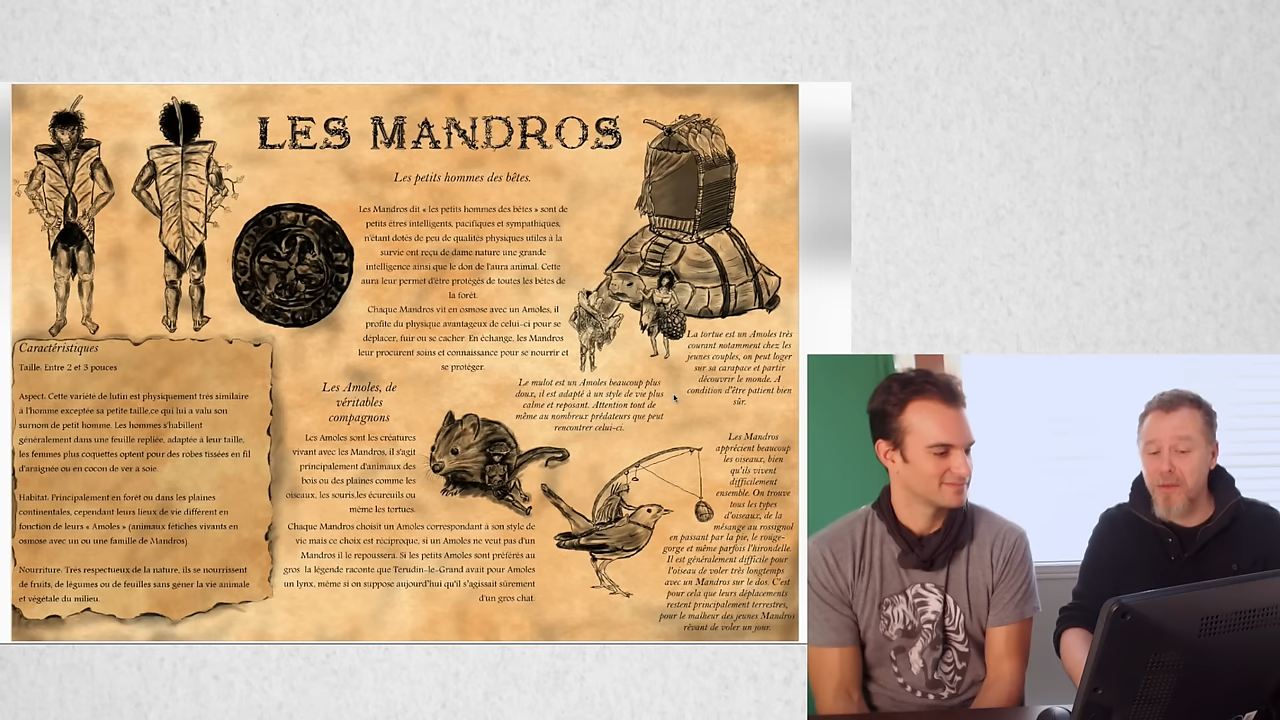 LES MANDROS
Les petits hommes des bêtes.
Les Mandros dit « les petits hommes des bêtes » sont de
petits êtres intelligents, pacifiques et sympathiques,
n'étant dotés de peu de qualités physiques utiles à la
survie ont reçu de dame nature une grande
intelligence ainsi que le don de l'aura animal. Cette
aura leur permet d'être protégés de toutes les bêtes de
la forêt.
Chaque Mandros vit en osmose avec un Amoles, il
profite du physique avantageux de celui-ci pour se
déplacer, fuir ou se cacher. En échange, les Mandros
leur procurent soins et connaissance pour se nourrir et
se protéger.
Caractéristiques
Taille. Entre 2 et 3 pouces
Aspect. Cette variété de lutin est physiquement très similaire
à l'homme exceptée sa petite taille,ce qui lui a valu son
surnom de petit homme. Les hommes s'habillent
généralement dans une feuille repliée, adaptée à leur taille,
les femmes plus coquettes optent pour des robes tissées en fil
d'araignée ou en cocon de ver à soie.
Habitat. Principalement en forêt ou dans les plaines
continentales, cependant leurs lieux de vie diffèrent en
fonction de leurs « Amoles » (animaux fétiches vivants en
osmose avec un ou une famille de Mandros).
Nourriture. Très respectueux de la nature, ils se nourrissent
de fruits, de légumes ou de feuilles sans gêner la vie animale
et végétale du milieu.
Les Amoles, de
véritables
compagnons
Les Amoles sont les créatures
vivant avec les Mandros, il s'agit
principalement d'animaux des
bois ou des plaines comme les
oiseaux, les souris,les écureuils ou
même les tortues.
Chaque Mandros choisit un Amoles correspondant à son style de
vie mais ce choix est réciproque, si un Amoles ne veut pas d'un
Mandros il le repoussera. Si les petits Amoles sont préférés au
gros la légende raconte que Terudin-le-Grand avait pour Amoles
un lynx, même si on suppose aujourd'hui qu'il s'agissait sûrement
d'un gros chat.
Le mulot est un Amoles beaucoup plus
doux, il est adapté à un style de vie plus
calme et reposant. Attention tout de
même au nombreux prédateurs que peut
rencontrer celui-ci.
La tortue est un Amoles très
courant notamment chez les
jeunes couples, on peut loger
sur sa carapace et partir
découvrir le monde. A
condition d'être patient bien
sûr.
Les Mandros
apprécient beaucoup
les oiseaux, bien
qu'ils vivent
difficilement
ensemble. On trouve
tous les types
d'oiseaux, de la
mésange au rossignol
en passant par la pie, le rouge-
gorge et même parfois l'hirondelle.
Il est généralement difficile pour
l'oiseau de voler très longtemps
avec un Mandros sur le dos. C'est
pour cela que leurs déplacements
restent principalement terrestres,
pour le malheur des jeunes Mandros
rêvant de voler un jour.